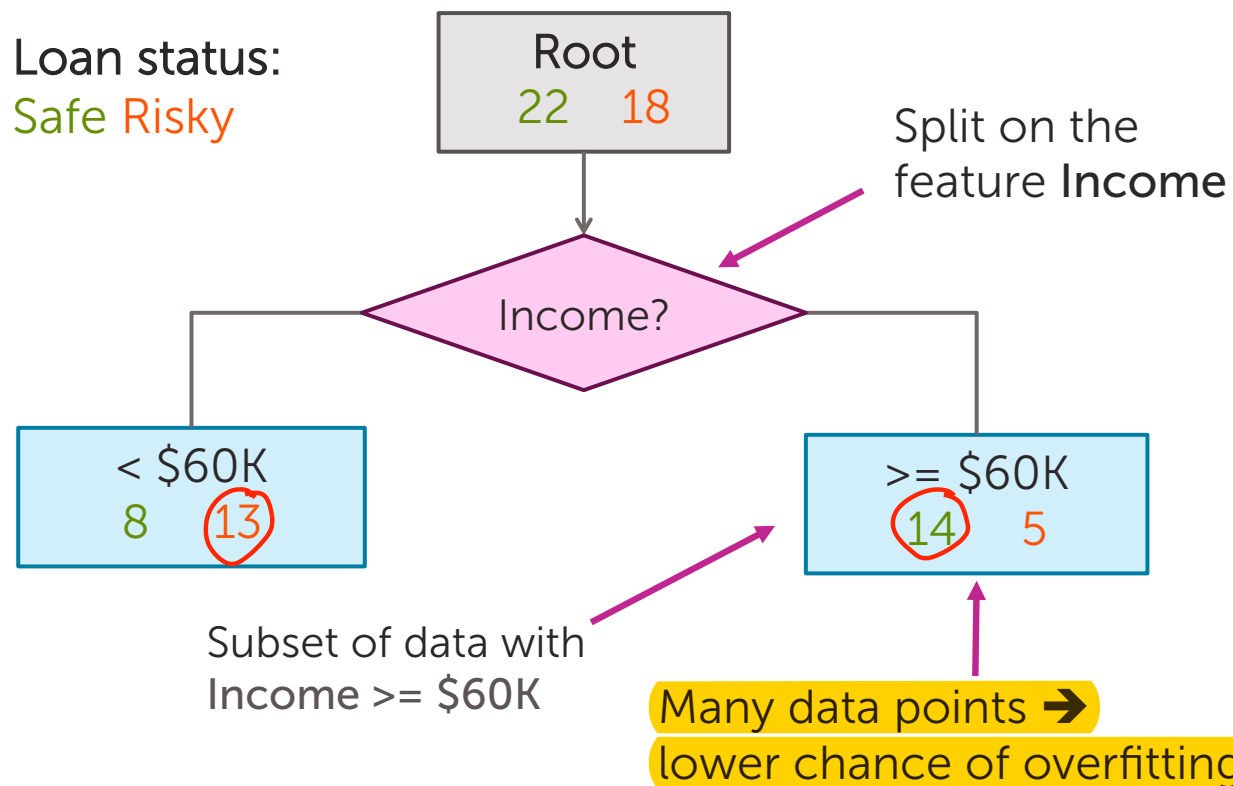 Loan status:
Safe Risky
Root
22 18
Split on the
feature Income
Income?
< $60K
8 13
>= $60K
14 5
Subset of data with
Income >= $60K
Many data points ➔
lower chance of overfitting